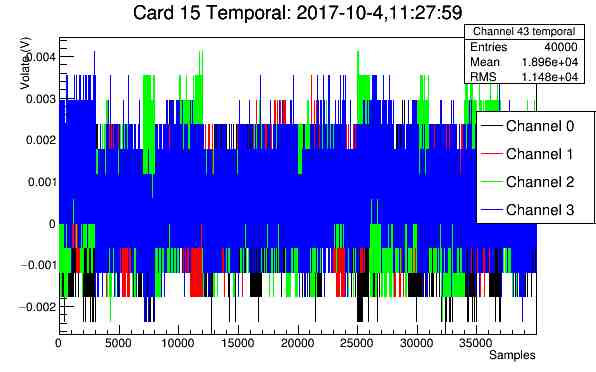 Card 15 Temporal: 2017-10-4,11:27:59
Channel 43 temporal
Entries 40000
Mean 1.896e+04
RMS 1.148e+04
Volate (V)
0.004
0.003
0.002
0.001
0
−0.001
−0.002
Channel 0
Channel 1
Channel 2
Channel 3
0 5000 10000 15000 20000 25000 30000 35000
Samples